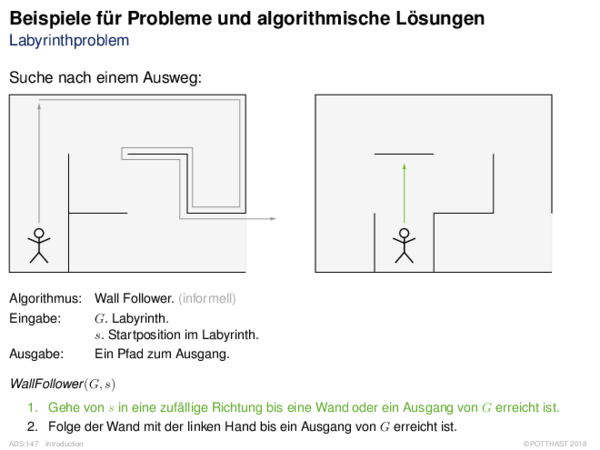 Beispiele für Probleme und algorithmische Lösungen
Labyrinthproblem
Suche nach einem Ausweg:
Algorithmus: Wall Follower. (informell)
Eingabe: G. Labyrinth.
s. Startposition im Labyrinth.
Ausgabe: Ein Pfad zum Ausgang.
WallFollower(G, s)
1. Gehe von s in eine zufällige Richtung bis eine Wand oder ein Ausgang von G erreicht ist.
2. Folge der Wand mit der linken Hand bis ein Ausgang von G erreicht ist.
ADS:I-47 Introduction
© POTTHAST 2018